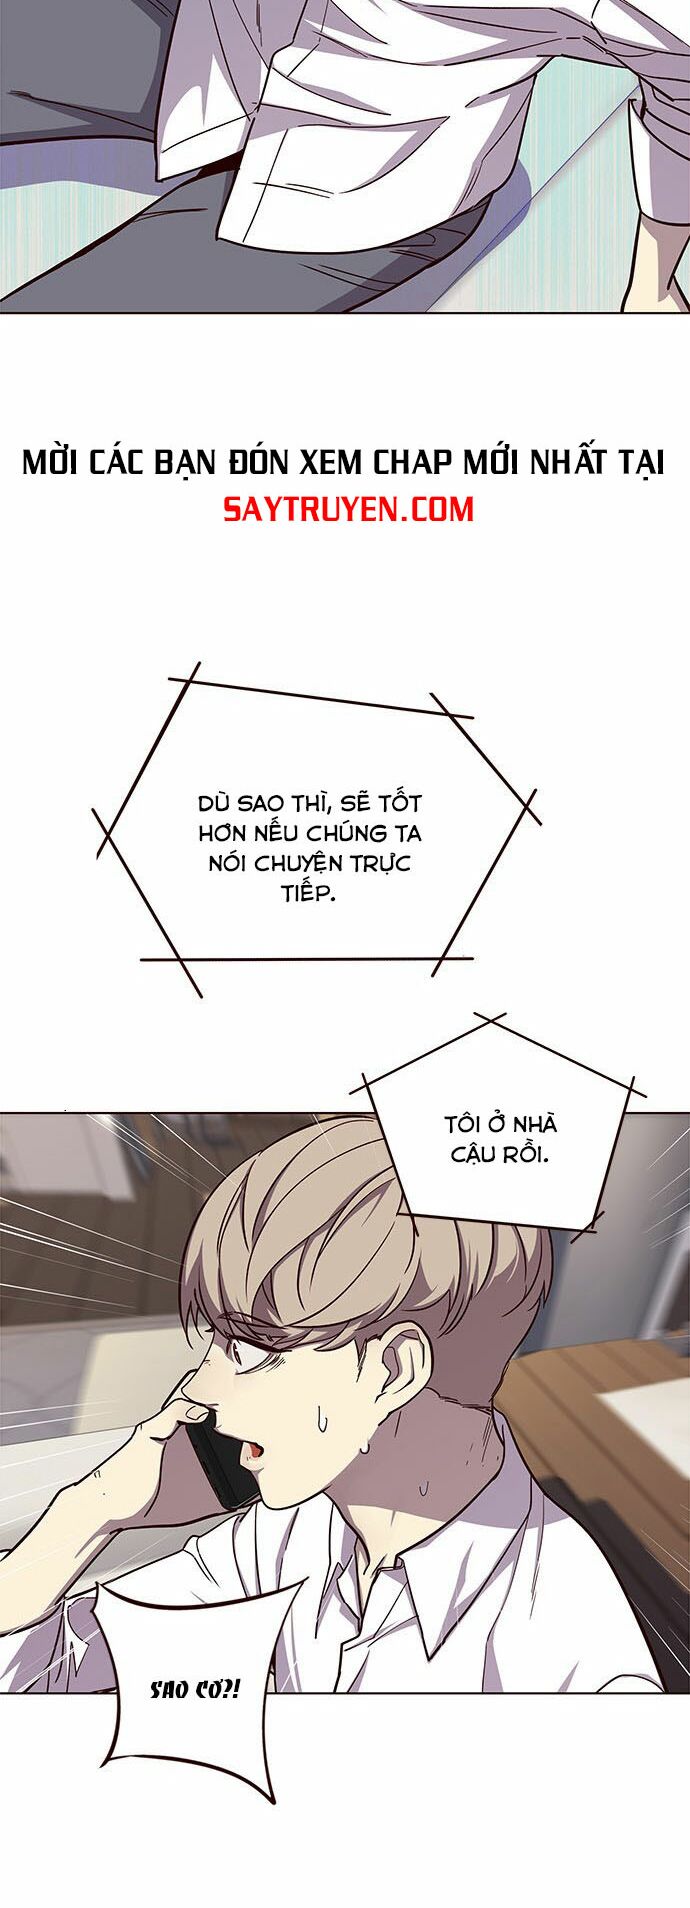 MỜI CÁC BẠN ĐÓN XEM CHAP MỚI NHẤT TẠI
SAYTRUYEN.COM
DÙ SAO THÌ, SẼ TỐT
HƠN NẾU CHÚNG TA
NÓI CHUYỆN TRỰC
TIẾP.
TÔI Ở NHÀ
CẬU RỒI.
SAO CƠ?!